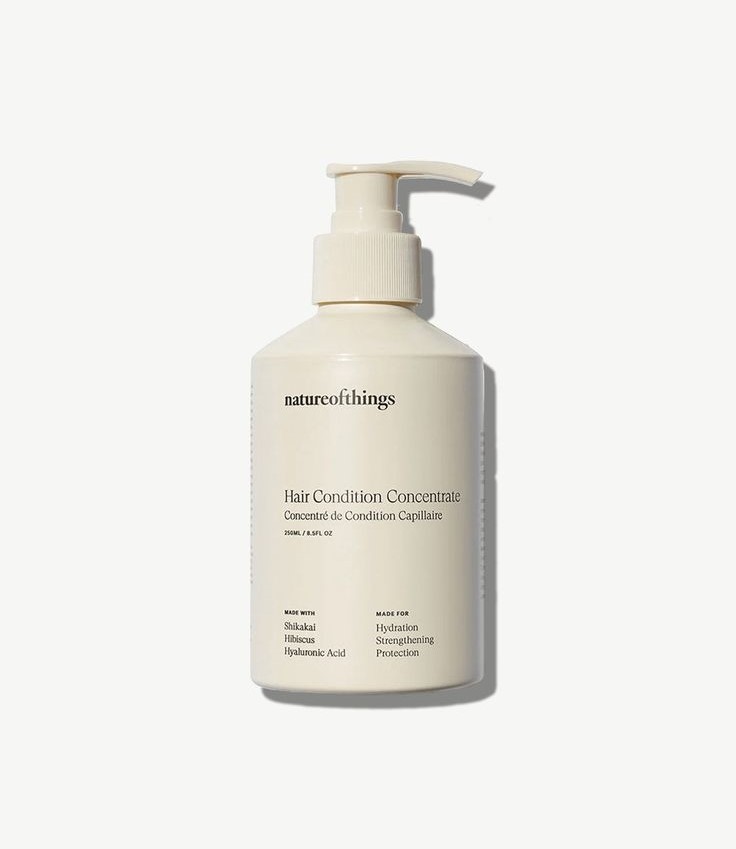 natureofthings
Hair Condition Concentrate
Concentré de Condition Capillaire
250ML / 8.5FL OZ
MADE WITH
Shikakai
Hibiscus
Hyaluronic Acid
MADE FOR
Hydration
Strengthening
Protection